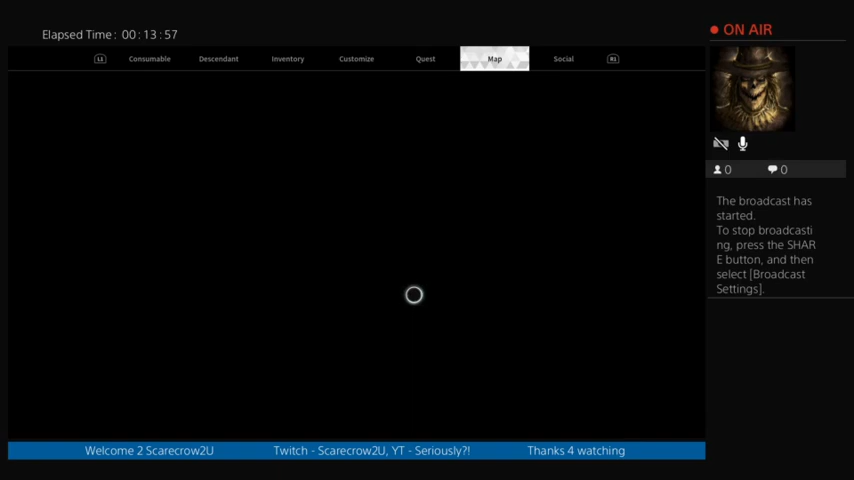 Elapsed Time : 00:13:57
ON AIR
L1 Consumable Descendant Inventory Customize Quest Map Social R1
0 0
The broadcast has
started.
To stop broadcasti
ng, press the SHAR
E button, and then
select [Broadcast
Settings].
Welcome 2 Scarecrow2U Twitch - Scarecrow2U, YT - Seriously?! Thanks 4 watching